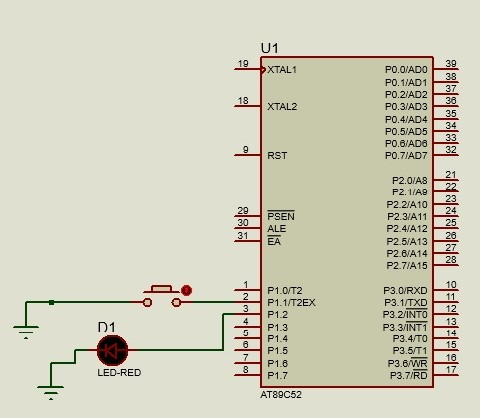 U1
19 XTAL1 P0.0/AD0 39
P0.1/AD1 38
P0.2/AD2 37
18 XTAL2 P0.3/AD3 36
P0.4/AD4 35
P0.5/AD5 34
P0.6/AD6 33
9 RST P0.7/AD7 32
P2.0/A8 21
P2.1/A9 22
P2.2/A10 23
29 PSEN P2.3/A11 24
30 ALE P2.4/A12 25
31 EA P2.5/A13 26
P2.6/A14 27
P2.7/A15 28
1 P1.0/T2 P3.0/RXD 10
2 P1.1/T2EX P3.1/TXD 11
3 P1.2 P3.2/INT0 12
4 P1.3 P3.3/INT1 13
5 P1.4 P3.4/T0 14
6 P1.5 P3.5/T1 15
7 P1.6 P3.6/WR 16
8 P1.7 P3.7/RD 17
AT89C52
D1
LED-RED